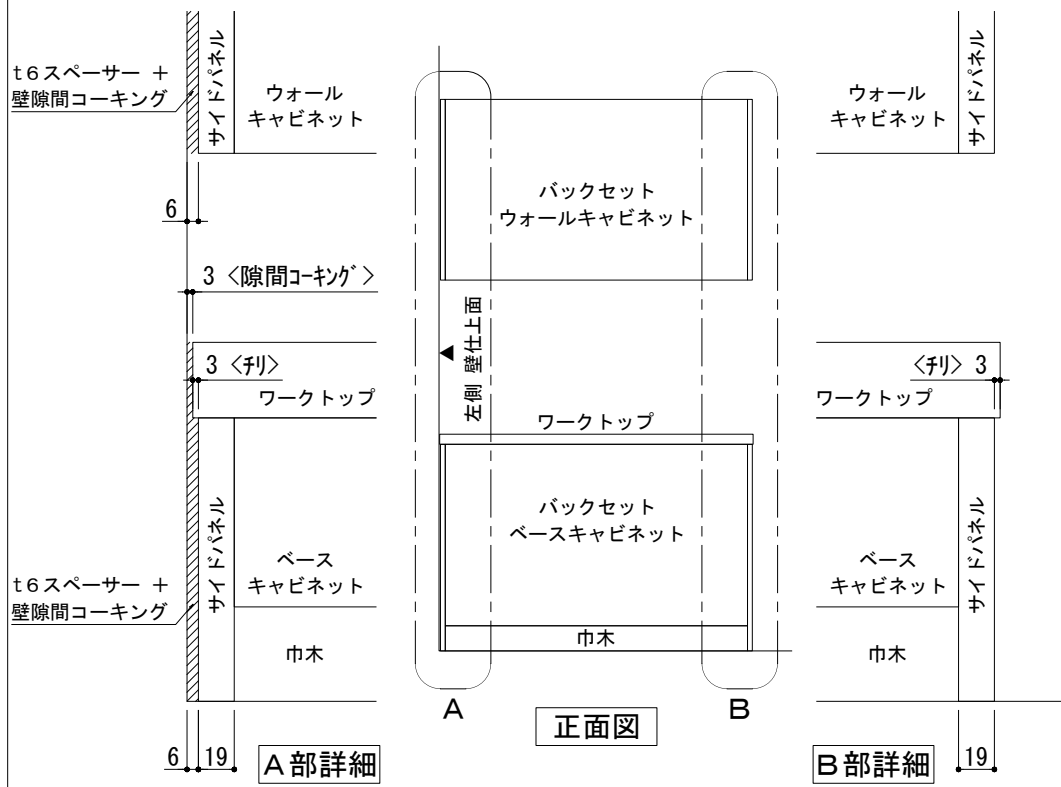 t6スペーサー +
壁隙間コーキング
サイドパネル
ウォール
キャビネット
6
3 <隙間コーキング>
3 <チリ>
ワークトップ
サイドパネル
ベース
キャビネット
t6スペーサー +
壁隙間コーキング
巾木
6
19
A部詳細
バックセット
ウォールキャビネット
左側 壁仕上面
ワークトップ
バックセット
ベースキャビネット
巾木
A
B
正面図
ウォール
キャビネット
サイドパネル
<チリ> 3
ワークトップ
ベース
キャビネット
サイドパネル
巾木
B部詳細
19